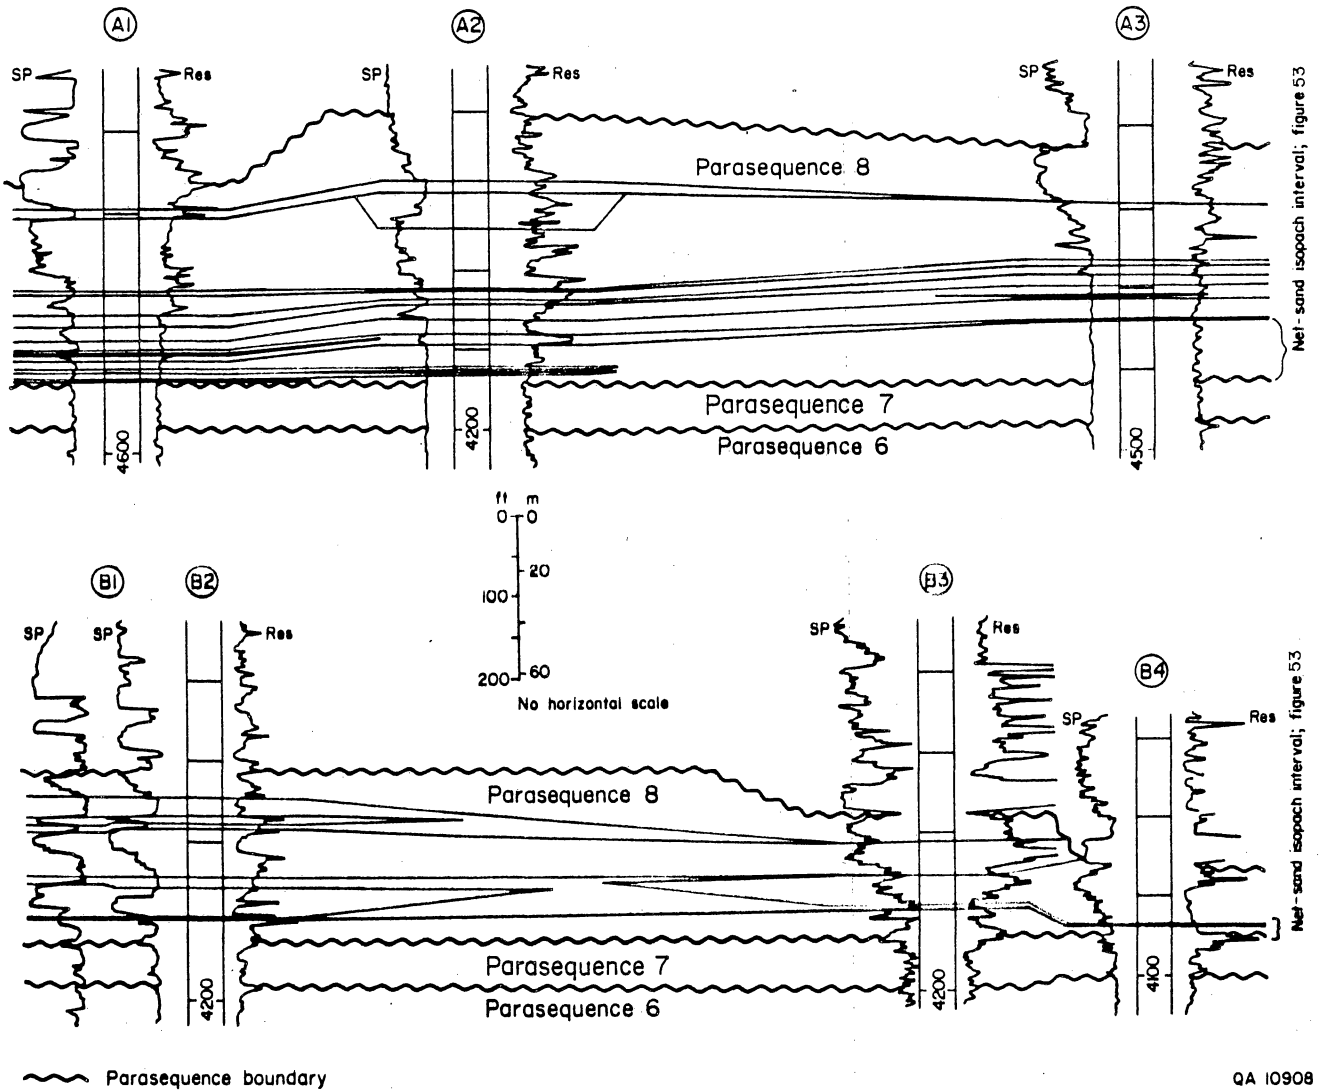 A1
A2
A3
SP
Res
SP
Res
SP
Res
Parasequence 8
Parasequence 7
Parasequence 6
4600
4200
4500
Net-sand isopach interval; figure 53
ft m
0 0
20
100
60
200
No horizontal scale
B1
B2
B3
B4
SP
SP
Res
SP
Res
SP
Res
Parasequence 8
Parasequence 7
Parasequence 6
4200
4200
4100
Net-sand isopach interval; figure 53
Parasequence boundary
QA 10908